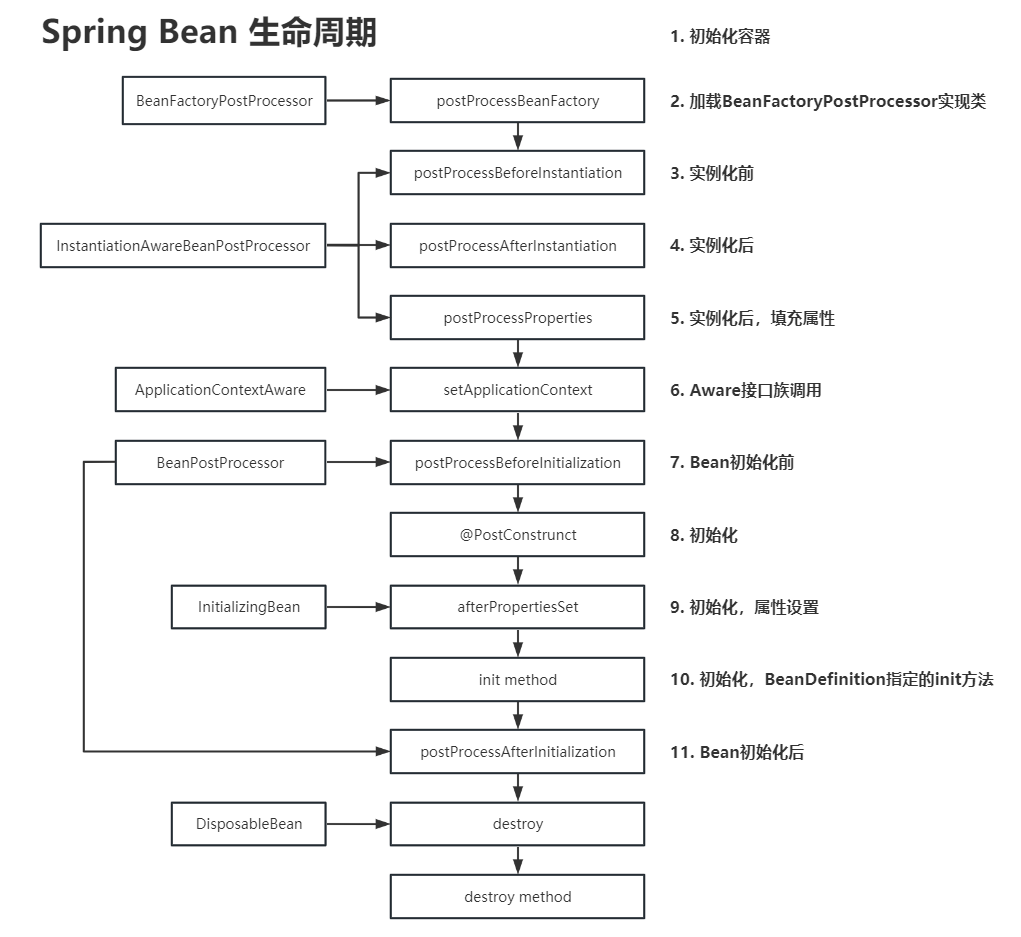 Spring Bean 生命周期
1. 初始化容器
BeanFactoryPostProcessor
postProcessBeanFactory
2. 加载BeanFactoryPostProcessor实现类
postProcessBeforeInstantiation
3. 实例化前
InstantiationAwareBeanPostProcessor
postProcessAfterInstantiation
4. 实例化后
postProcessProperties
5. 实例化后，填充属性
ApplicationContextAware
setApplicationContext
6. Aware接口族调用
BeanPostProcessor
postProcessBeforeInitialization
7. Bean初始化前
@PostConstrunct
8. 初始化
InitializingBean
afterPropertiesSet
9. 初始化，属性设置
init method
10. 初始化，BeanDefinition指定的init方法
postProcessAfterInitialization
11. Bean初始化后
DisposableBean
destroy
destroy method